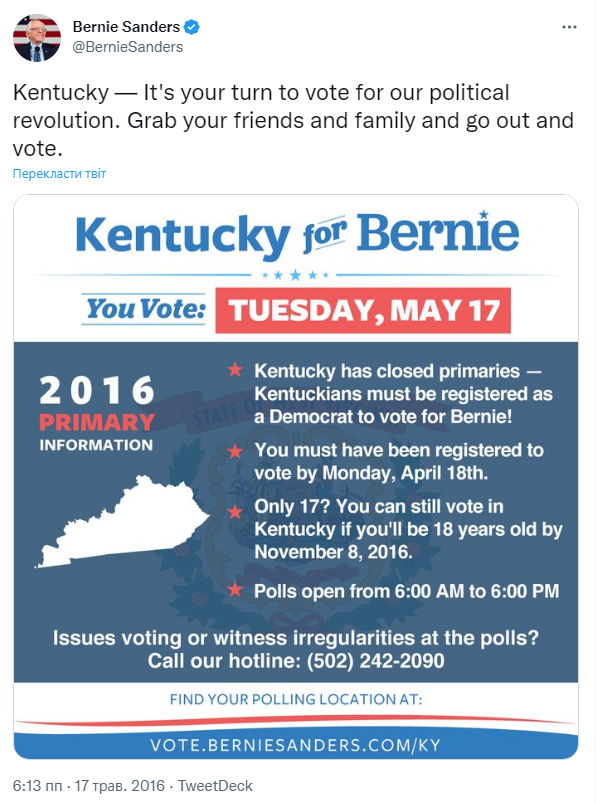 Bernie Sanders
@BernieSanders
Kentucky — It's your turn to vote for our political
revolution. Grab your friends and family and go out and
vote.
Перекласти твіт
Kentucky for Bernie
You Vote: TUESDAY, MAY 17
2016
PRIMARY
INFORMATION
Kentucky has closed primaries —
Kentuckians must be registered as
a Democrat to vote for Bernie!
You must have been registered to
vote by Monday, April 18th.
Only 17? You can still vote in
Kentucky if you'll be 18 years old by
November 8, 2016.
Polls open from 6:00 AM to 6:00 PM
Issues voting or witness irregularities at the polls?
Call our hotline: (502) 242-2090
FIND YOUR POLLING LOCATION AT:
VOTE.BERNIESANDERS.COM/KY
6:13 пп · 17 трав. 2016 · TweetDeck